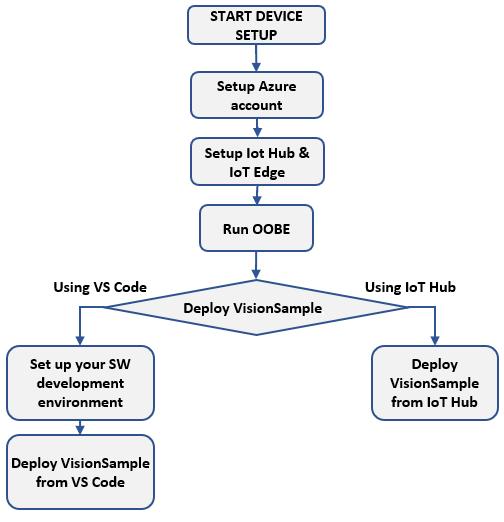 START DEVICE
SETUP
Setup Azure
account
Setup Iot Hub &
IoT Edge
Run OOBE
Using VS Code
Using IoT Hub
Deploy VisionSample
Set up your SW
development
environment
Deploy
VisionSample
from IoT Hub
Deploy VisionSample
from VS Code